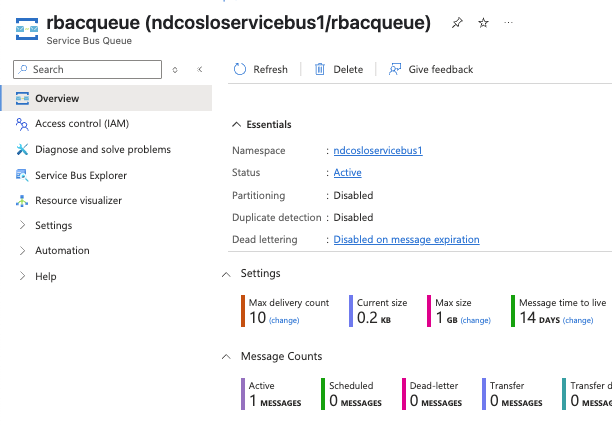 rbacqueue (ndcosloservicebus1/rbacqueue)
Service Bus Queue
Search
Refresh Delete Give feedback
Overview
Access control (IAM)
Diagnose and solve problems
Service Bus Explorer
Resource visualizer
Settings
Automation
Help
Essentials
Namespace : ndcosloservicebus1
Status : Active
Partitioning : Disabled
Duplicate detection : Disabled
Dead lettering : Disabled on message expiration
Settings
Max delivery count Current size Max size Message time to live
10 (change) 0.2 KB 1 GB (change) 14 DAYS (change)
Message Counts
Active Scheduled Dead-letter Transfer Transfer d
1 MESSAGES 0 MESSAGES 0 MESSAGES 0 MESSAGES 0 MESSAG